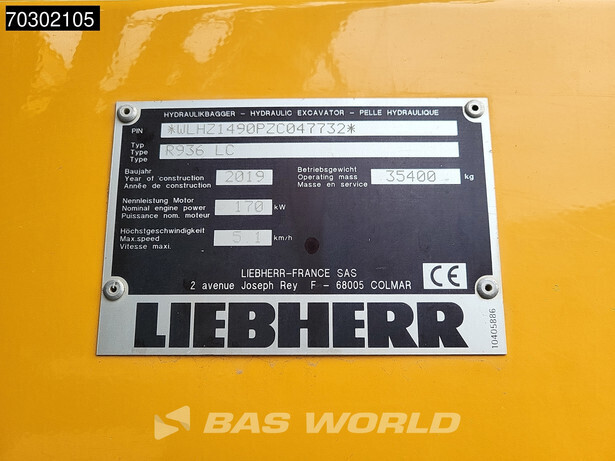 70302105
HYDRAULIKBAGGER - HYDRAULIC EXCAVATOR - PELLE HYDRAULIQUE
PIN *WLHZ1490PZC047732*
Typ
Type R936 LC
Type
Baujahr
Year of construction 2019
Année de construction
Betriebsgewicht
Operating mass 35400 kg
Masse en service
Nennleistung Motor
Nominal engine power 170 kW
Puissance nom. moteur
Höchstgeschwindigkeit
Max.speed 5.1 km/h
Vitesse maxi.
LIEBHERR-FRANCE SAS
2 avenue Joseph Rey F - 68005 COLMAR
CE
LIEBHERR
10405886
BAS WORLD